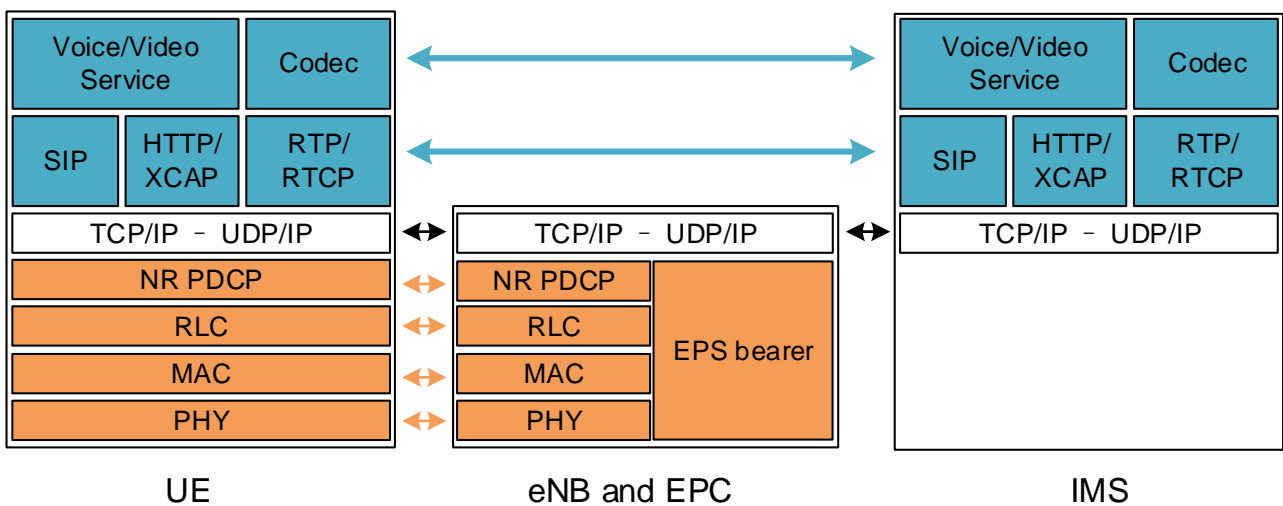 Voice/Video
Service
Codec
SIP
HTTP/
XCAP
RTP/
RTCP
TCP/IP – UDP/IP
NR PDCP
RLC
MAC
PHY
UE
TCP/IP – UDP/IP
NR PDCP
RLC
MAC
PHY
EPS bearer
eNB and EPC
Voice/Video
Service
Codec
SIP
HTTP/
XCAP
RTP/
RTCP
TCP/IP – UDP/IP
IMS